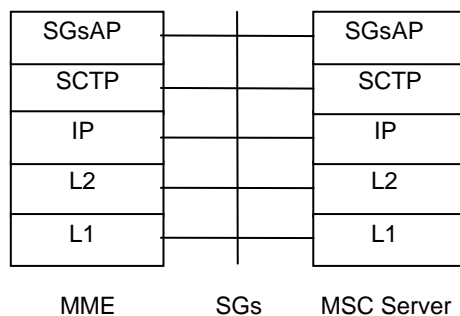 SGsAP SGsAP
SCTP SCTP
IP IP
L2 L2
L1 L1
MME SGs MSC Server